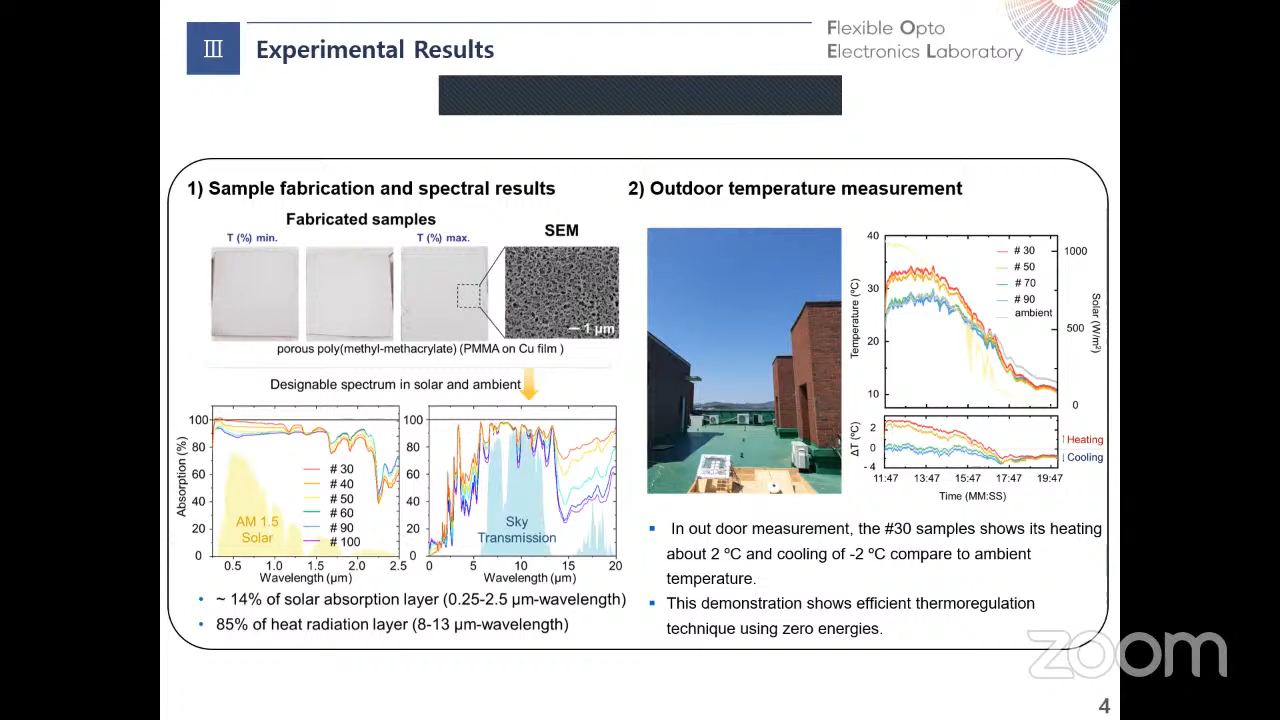 Ⅲ
Experimental Results
Flexible Opto
Electronics Laboratory
1) Sample fabrication and spectral results
Fabricated samples
T (%) min.
T (%) max.
SEM
1 μm
porous poly(methyl-methacrylate) (PMMA on Cu film )
Designable spectrum in solar and ambient
Absorption (%)
100
80
60
40
20
0
# 30
# 40
# 50
# 60
# 90
# 100
AM 1.5
Solar
0.5
1.0
1.5
2.0
2.5
Wavelength (μm)
100
80
60
40
20
Sky
Transmission
0
5
10
15
20
Wavelength (μm)
• ~ 14% of solar absorption layer (0.25-2.5 μm-wavelength)
• 85% of heat radiation layer (8-13 μm-wavelength)
2) Outdoor temperature measurement
Temperature (ºC)
40
30
20
10
# 30
# 50
# 70
# 90
ambient
1000
500
0
Solar (W/m²)
ΔT (ºC)
2
0
- 4
↑ Heating
↓ Cooling
11:47
13:47
15:47
17:47
19:47
Time (MM:SS)
▪ In out door measurement, the #30 samples shows its heating
about 2 ºC and cooling of -2 ºC compare to ambient
temperature.
▪ This demonstration shows efficient thermoregulation
technique using zero energies.
zoom
4